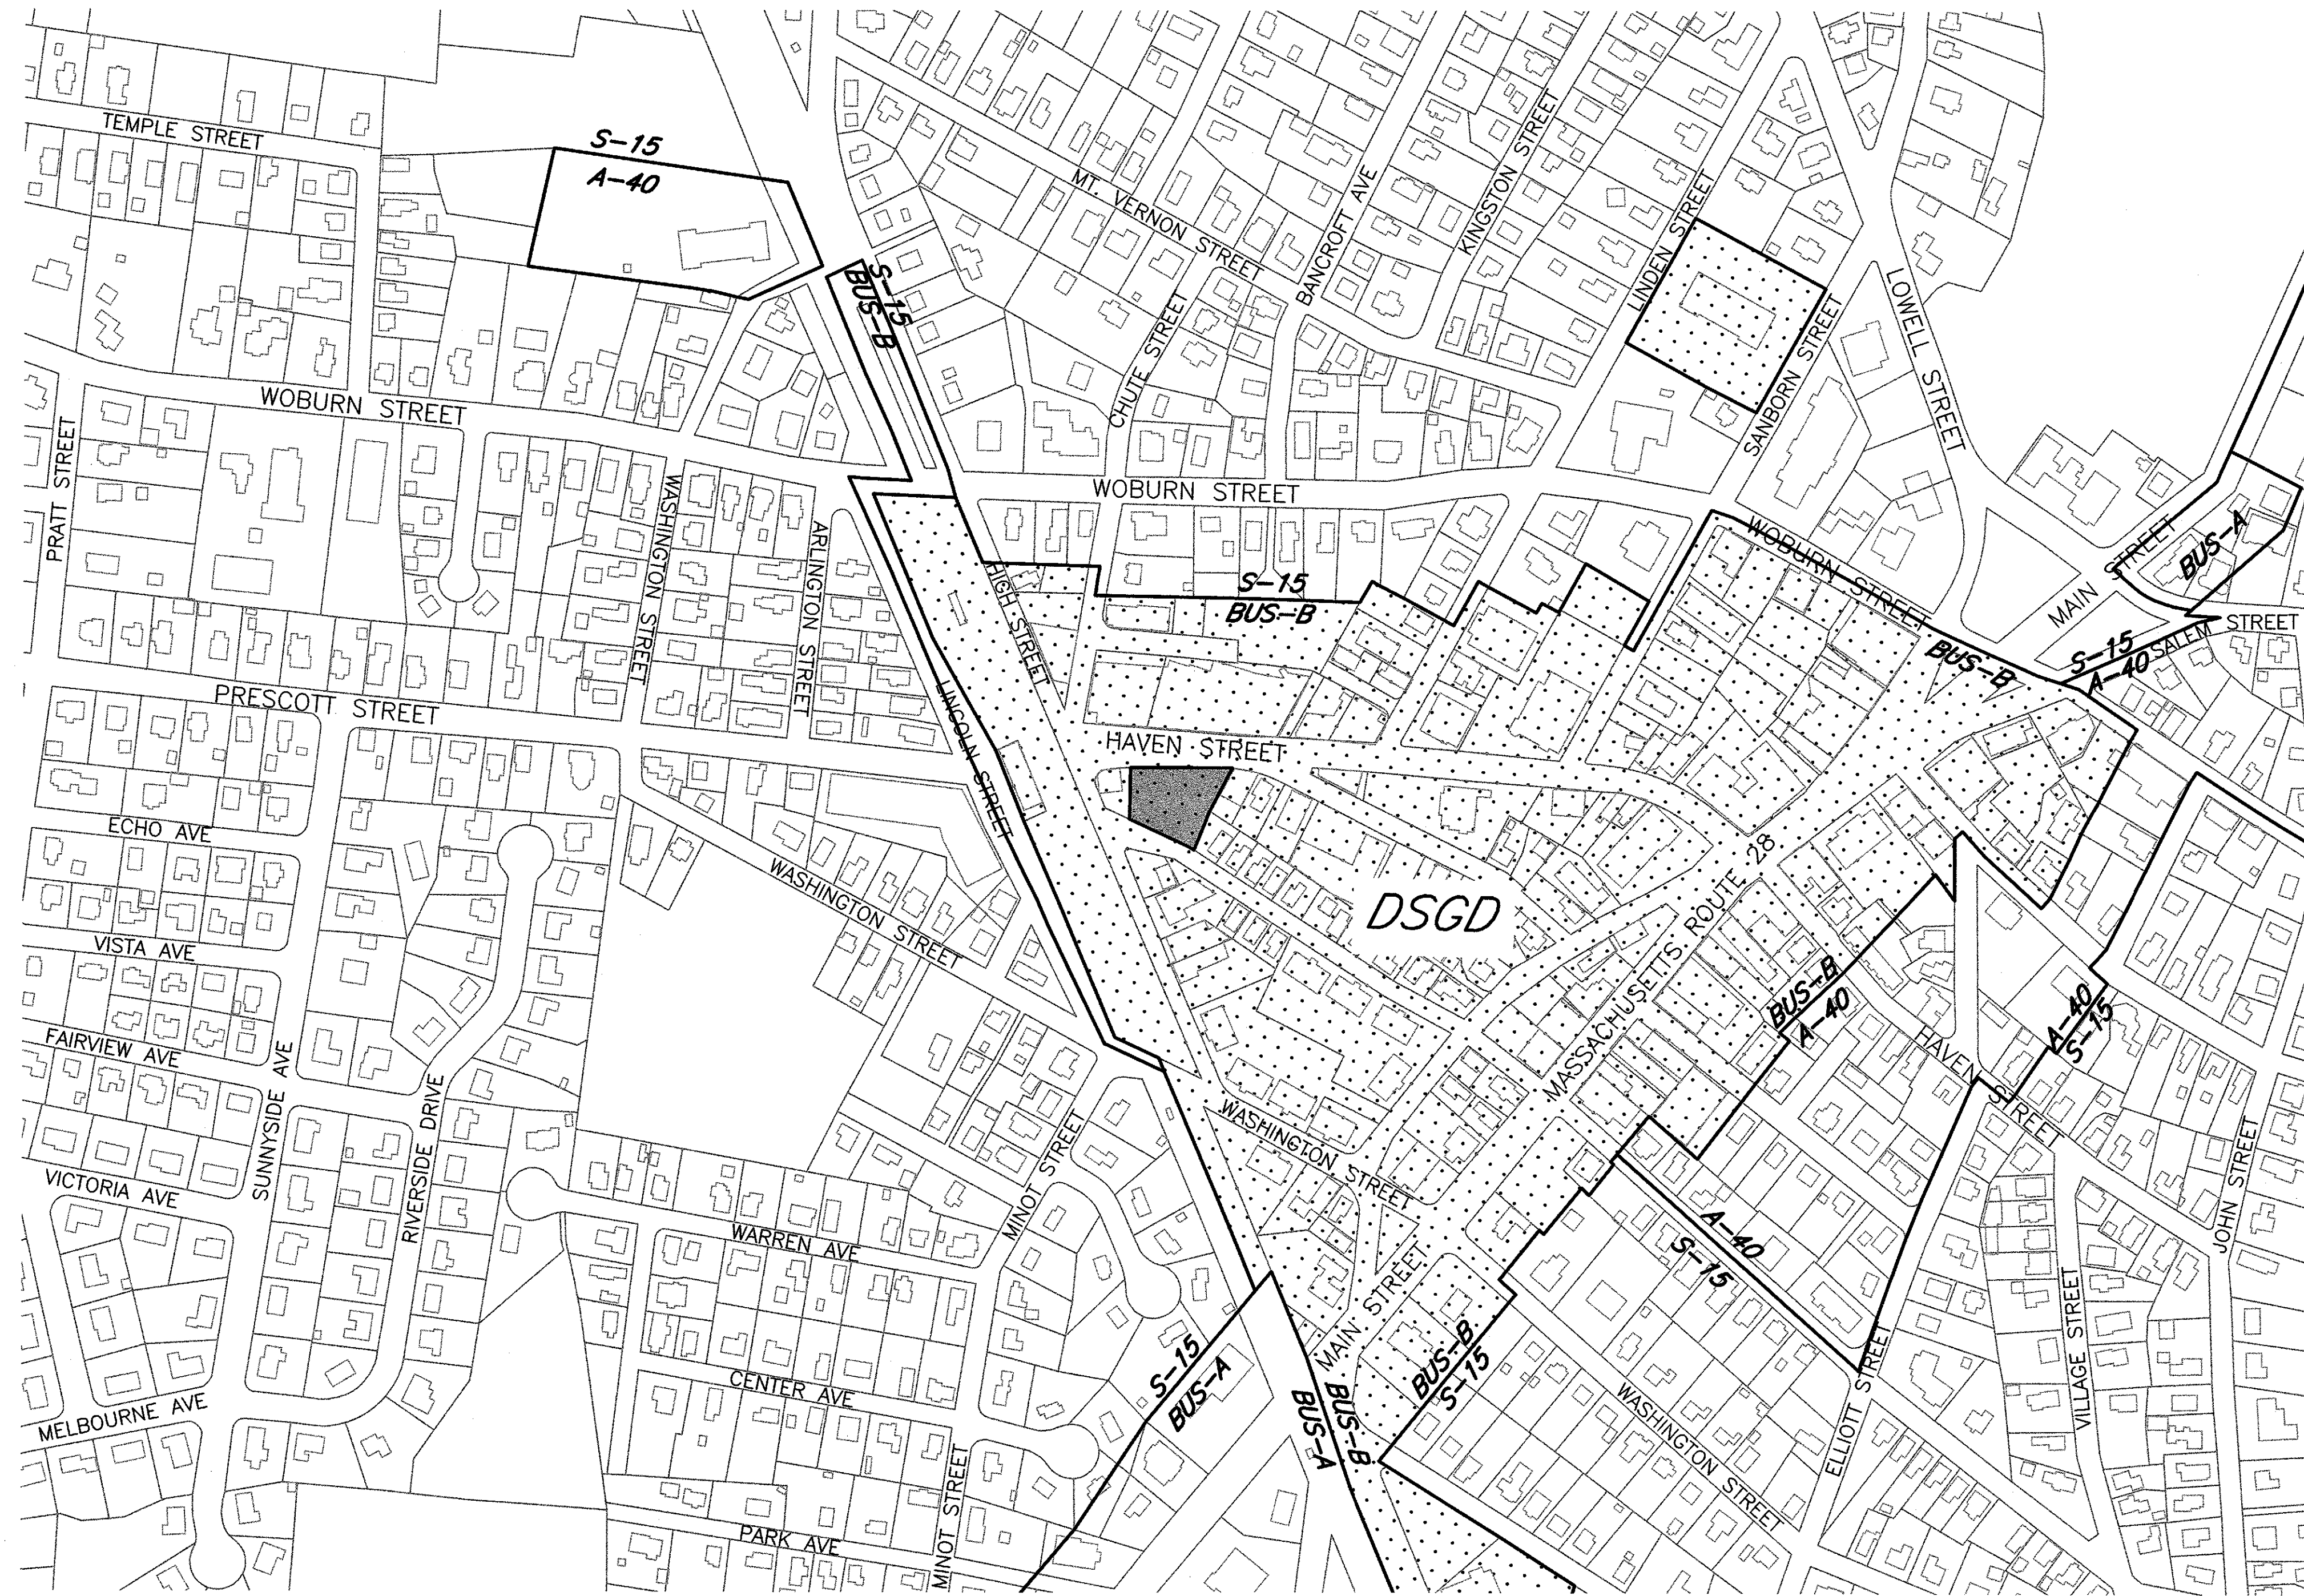 TEMPLE STREET
S-15
A-40
MT. VERNON STREET
BANCROFT AVE
KINGSTON STREET
LINDEN STREET
SANBORN STREET
LOWELL STREET
S-15
BUS-B
CHUTE STREET
WOBURN STREET
PRATT STREET
WASHINGTON STREET
ARLINGTON STREET
WOBURN STREET
WOBURN STREET
MAIN STREET
BUS-A
HIGH STREET
S-15
BUS-B
BUS-B
S-15
A-40
SALEM STREET
PRESCOTT STREET
LINCOLN STREET
HAVEN STREET
ECHO AVE
WASHINGTON STREET
DSGD
MASSACHUSETTS ROUTE 28
VISTA AVE
BUS-B
A-40
A-40
S-15
HAVEN STREET
FAIRVIEW AVE
SUNNYSIDE AVE
RIVERSIDE DRIVE
MINOT STREET
WASHINGTON STREET
JOHN STREET
VICTORIA AVE
WARREN AVE
A-40
S-15
MAIN STREET
VILLAGE STREET
S-15
BUS-A
BUS-B
S-15
BUS-B
BUS-A
CENTER AVE
MELBOURNE AVE
ELLIOTT STREET
WASHINGTON STREET
MINOT STREET
PARK AVE